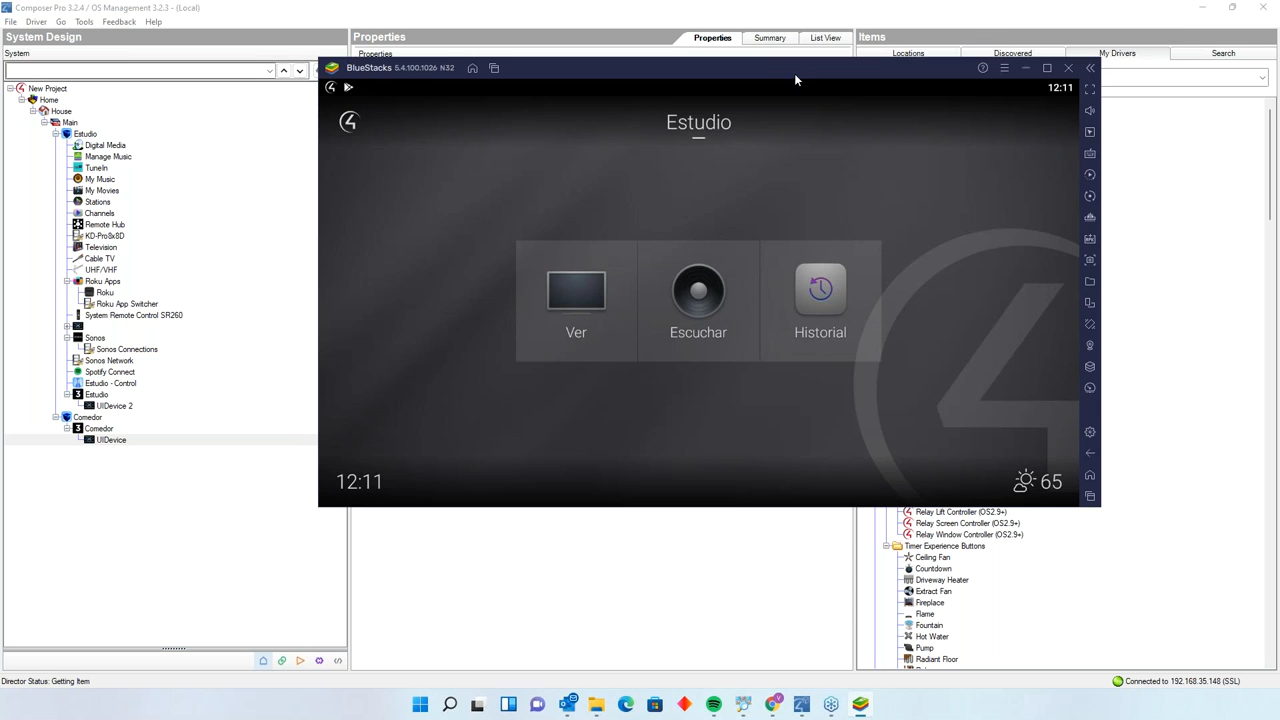 Composer Pro 3.2.4 / OS Management 3.2.3 - (Local)
File Driver Go Tools Feedback Help
System Design
System
New Project
Home
House
Main
Estudio
Digital Media
Manage Music
TuneIn
My Music
My Movies
Stations
Channels
Remote Hub
KD-Pro8x8D
Television
Cable TV
UHF/VHF
Roku Apps
Roku
Roku App Switcher
System Remote Control SR260
Sonos
Sonos Connections
Sonos Network
Spotify Connect
Estudio - Control
Estudio
UIDevice 2
Comedor
Comedor
UIDevice
Properties
Properties Summary List View
Properties
Items
Locations Discovered My Drivers Search
BlueStacks 5.4.100.1026 N32
12:11
Estudio
Ver
Escuchar
Historial
12:11
65
Relay Lift Controller (OS2.9+)
Relay Screen Controller (OS2.9+)
Relay Window Controller (OS2.9+)
Timer Experience Buttons
Ceiling Fan
Countdown
Driveway Heater
Extract Fan
Fireplace
Flame
Fountain
Hot Water
Pump
Radiant Floor
Director Status: Getting Item
Connected to 192.168.35.148 (SSL)